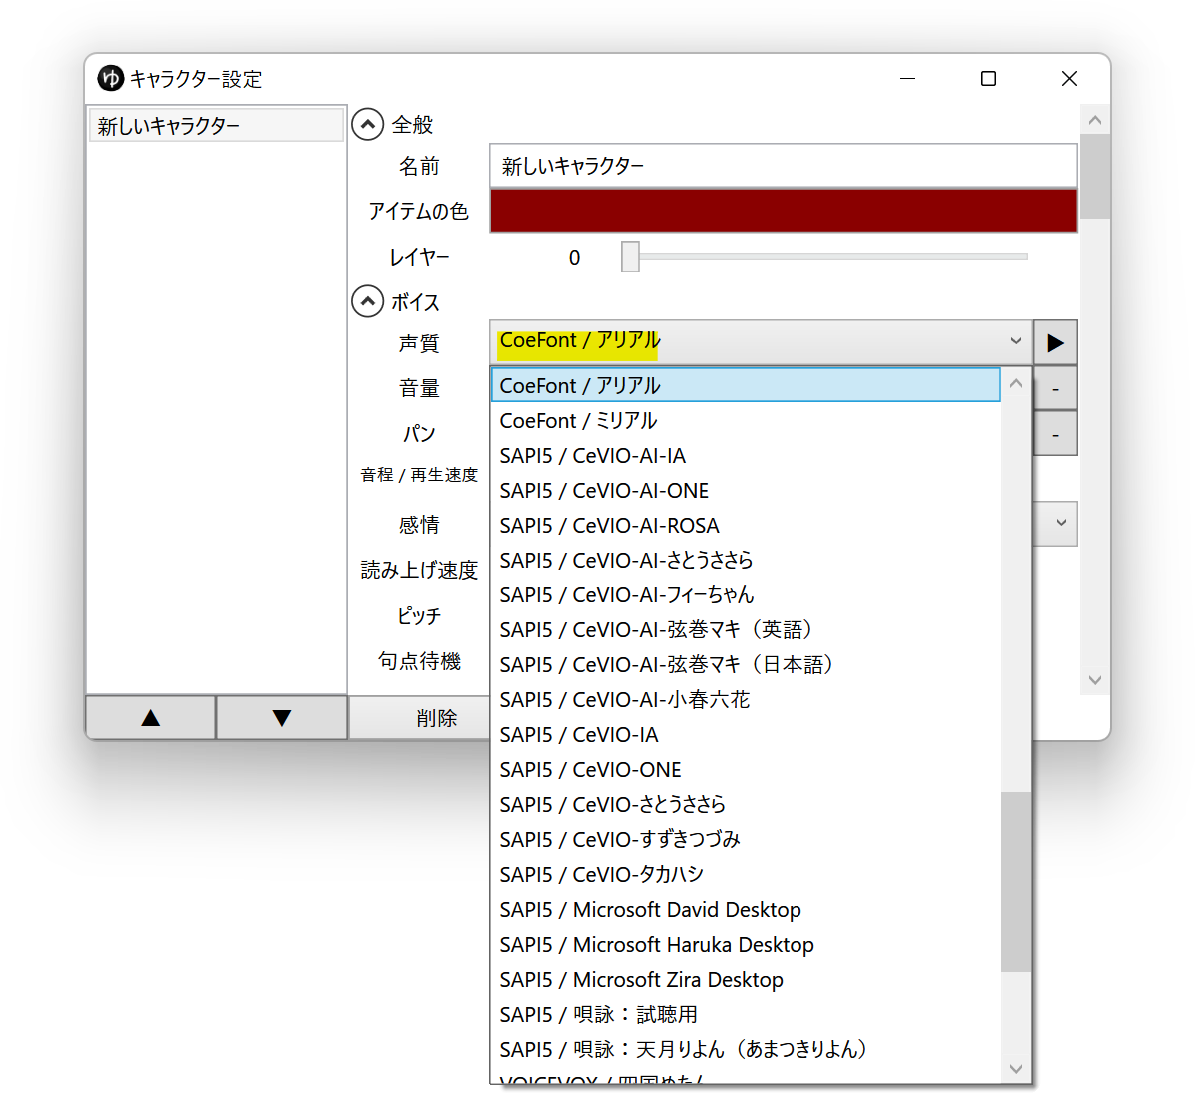 ゆ キャラクター設定
新しいキャラクター
全般
名前 新しいキャラクター
アイテムの色
レイヤー 0
ボイス
声質 CoeFont / アリアル
音量 -
パン -
音程 / 再生速度
感情
読み上げ速度
ピッチ
句点待機
▲ ▼ 削除
CoeFont / アリアル
CoeFont / ミリアル
SAPI5 / CeVIO-AI-IA
SAPI5 / CeVIO-AI-ONE
SAPI5 / CeVIO-AI-ROSA
SAPI5 / CeVIO-AI-さとうささら
SAPI5 / CeVIO-AI-フィーちゃん
SAPI5 / CeVIO-AI-弦巻マキ（英語）
SAPI5 / CeVIO-AI-弦巻マキ（日本語）
SAPI5 / CeVIO-AI-小春六花
SAPI5 / CeVIO-IA
SAPI5 / CeVIO-ONE
SAPI5 / CeVIO-さとうささら
SAPI5 / CeVIO-すずきつづみ
SAPI5 / CeVIO-タカハシ
SAPI5 / Microsoft David Desktop
SAPI5 / Microsoft Haruka Desktop
SAPI5 / Microsoft Zira Desktop
SAPI5 / 唄詠：試聴用
SAPI5 / 唄詠：天月りよん（あまつきりよん）
VOICEVOX / 四国めたん